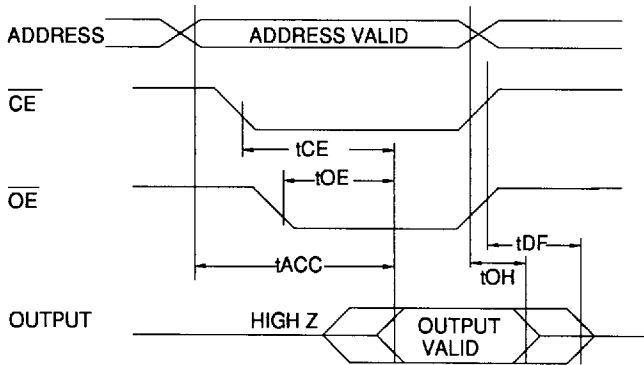 ADDRESS ADDRESS VALID
CE
tCE
tOE
OE
tDF
tACC
tOH
OUTPUT HIGH Z OUTPUT
VALID